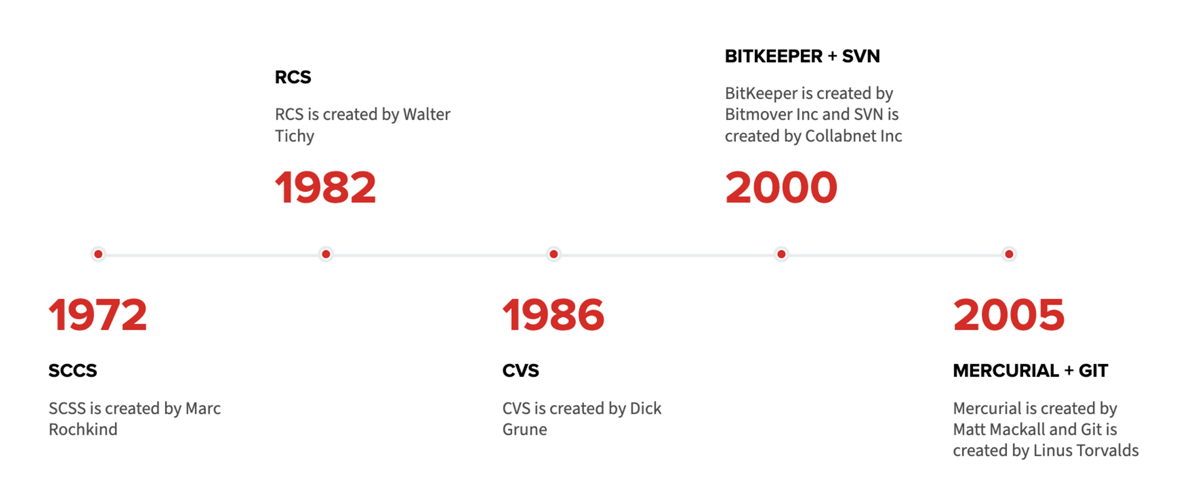 RCS
RCS is created by Walter
Tichy
1982
BITKEEPER + SVN
BitKeeper is created by
Bitmover Inc and SVN is
created by Collabnet Inc
2000
1972
SCCS
SCSS is created by Marc
Rochkind
1986
CVS
CVS is created by Dick
Grune
2005
MERCURIAL + GIT
Mercurial is created by
Matt Mackall and Git is
created by Linus Torvalds